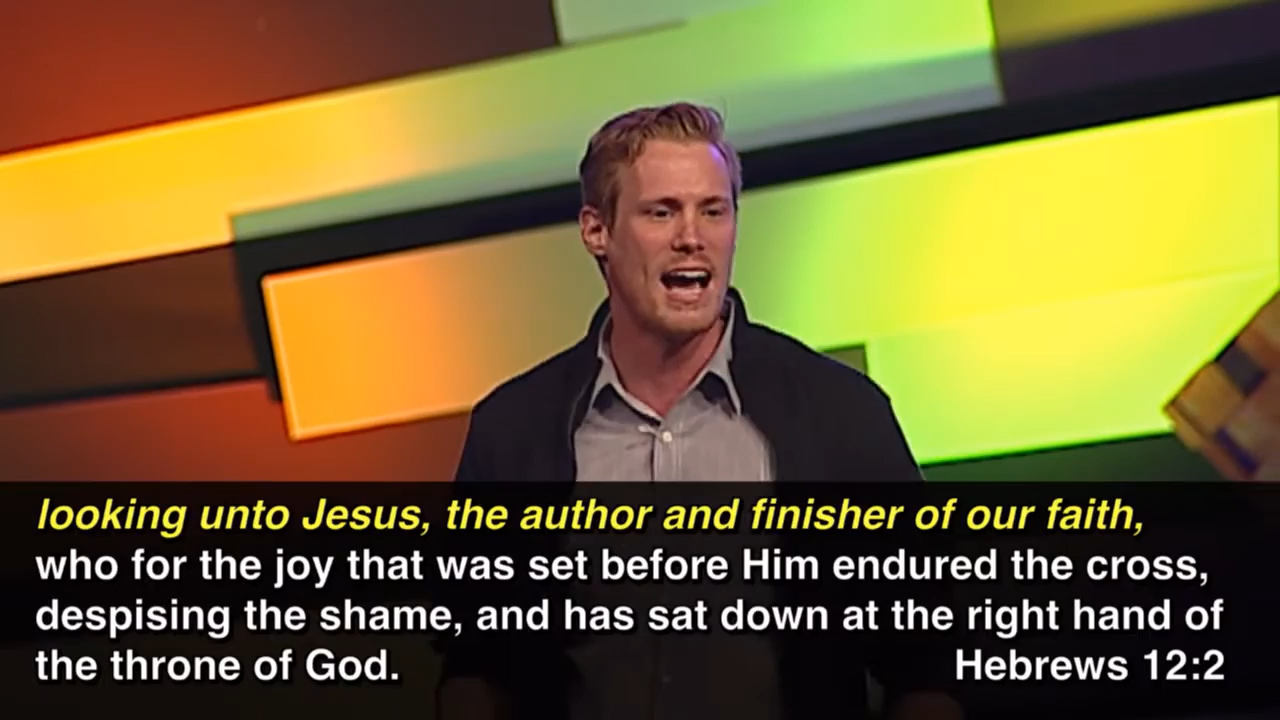 looking unto Jesus, the author and finisher of our faith,
who for the joy that was set before Him endured the cross,
despising the shame, and has sat down at the right hand of
the throne of God.
Hebrews 12:2